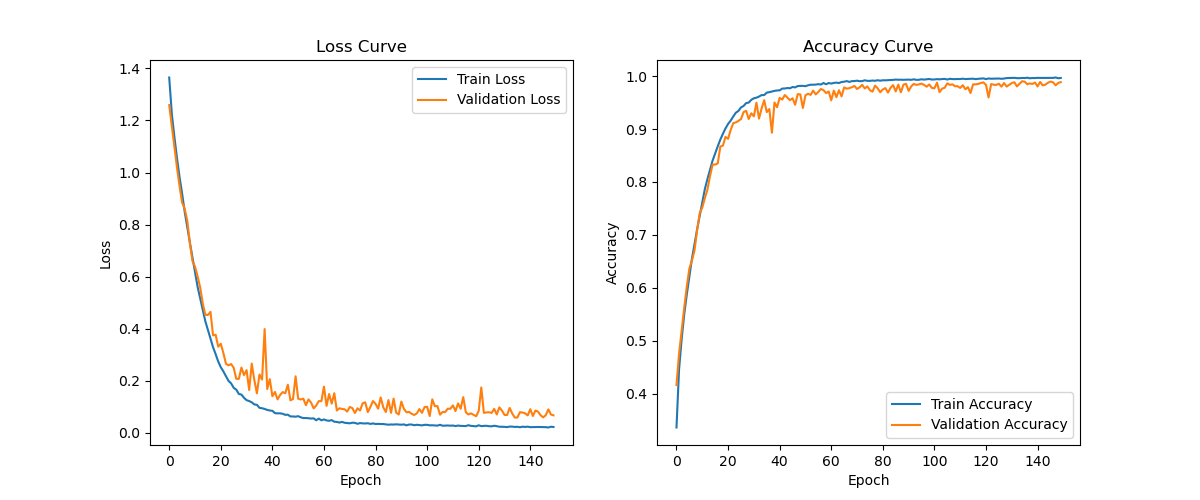 Loss Curve
Train Loss
Validation Loss
1.4
1.2
1.0
0.8
0.6
0.4
0.2
0.0
Loss
0 20 40 60 80 100 120 140
Epoch
Accuracy Curve
1.0
0.9
0.8
0.7
0.6
0.5
0.4
Accuracy
Train Accuracy
Validation Accuracy
0 20 40 60 80 100 120 140
Epoch